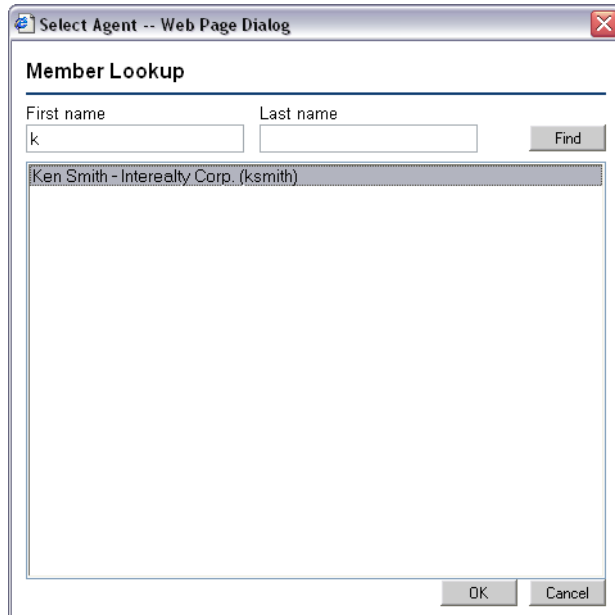 Select Agent -- Web Page Dialog
Member Lookup
First name Last name
k Find
Ken Smith - Interealty Corp. (ksmith)
OK Cancel